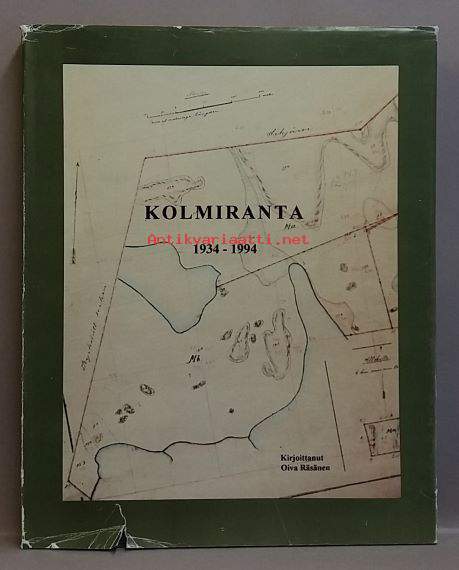 KOLMIRANTA
Antikvariaatti.net
1934 - 1994
Kirjoittanut
Oiva Räsänen